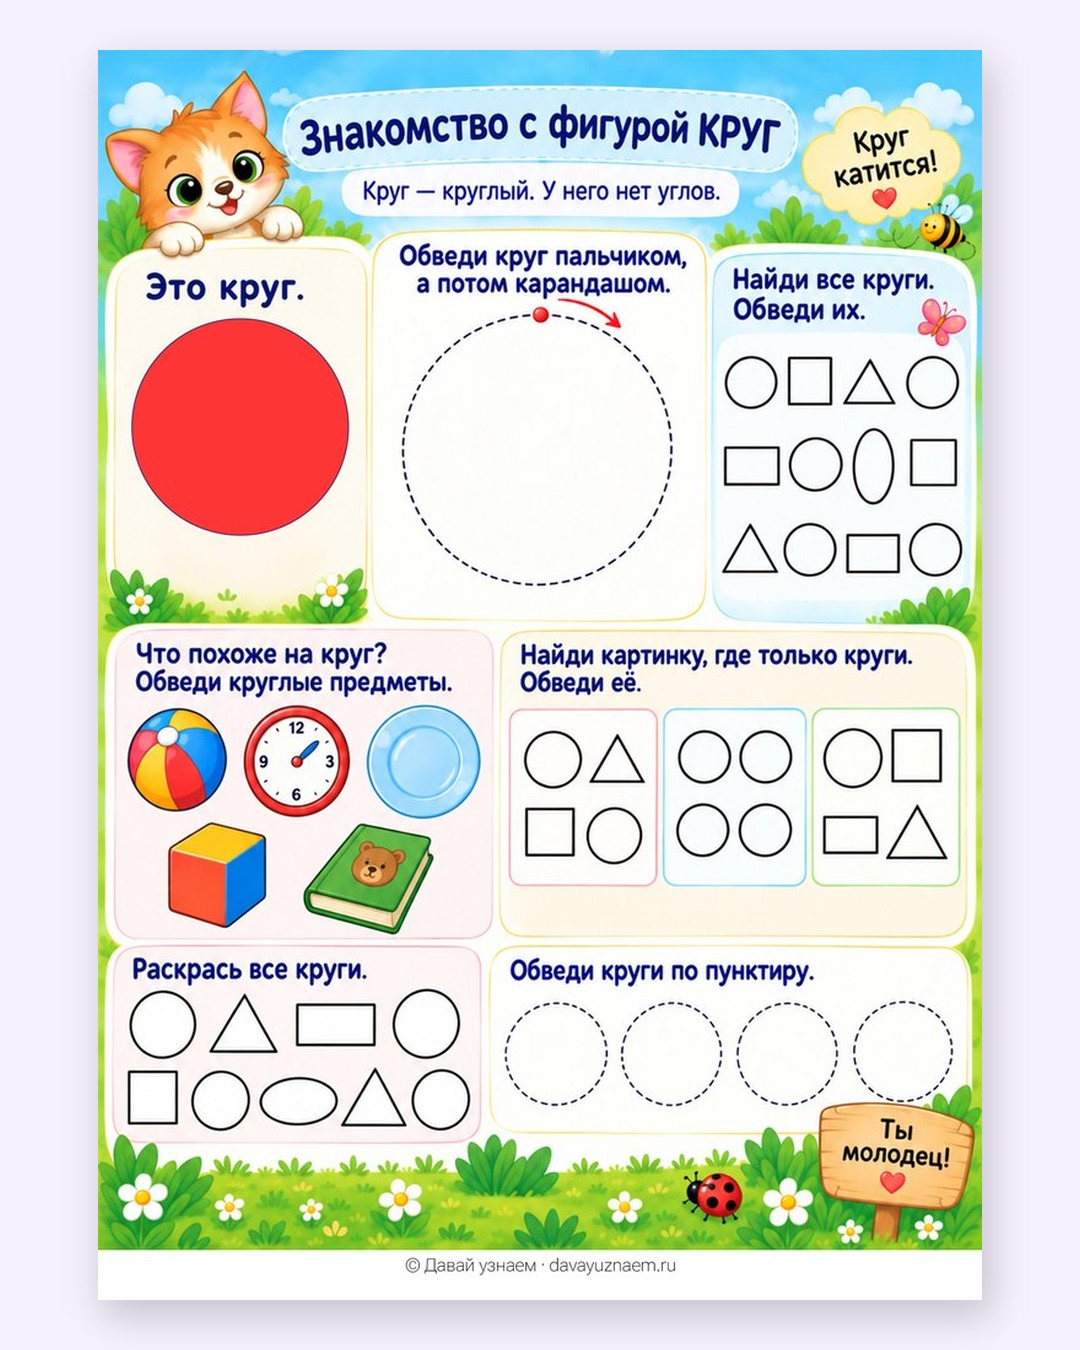 Знакомство с фигурой КРУГ
Круг — круглый. У него нет углов.
Круг
катится!
Это круг.
Обведи круг пальчиком,
а потом карандашом.
Найди все круги.
Обведи их.
Что похоже на круг?
Обведи круглые предметы.
12
9 3
6
Найди картинку, где только круги.
Обведи её.
Раскрась все круги.
Обведи круги по пунктиру.
Ты
молодец!
© Давай узнаем · davayuznaem.ru